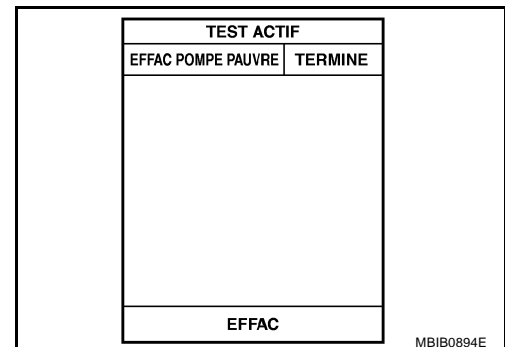 TEST ACTIF
EFFAC POMPE PAUVRE TERMINE
EFFAC
MBIB0894E